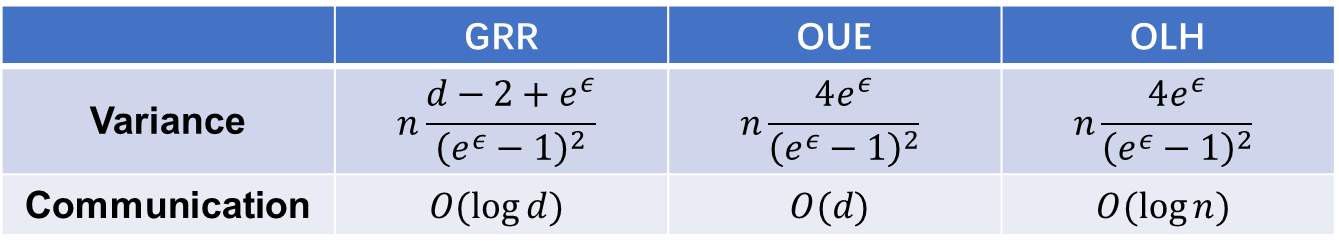 GRR OUE OLH
Variance n (d − 2 + e^ϵ)/(e^ϵ − 1)^2 n 4e^ϵ/(e^ϵ − 1)^2 n 4e^ϵ/(e^ϵ − 1)^2
Communication O(log d) O(d) O(log n)